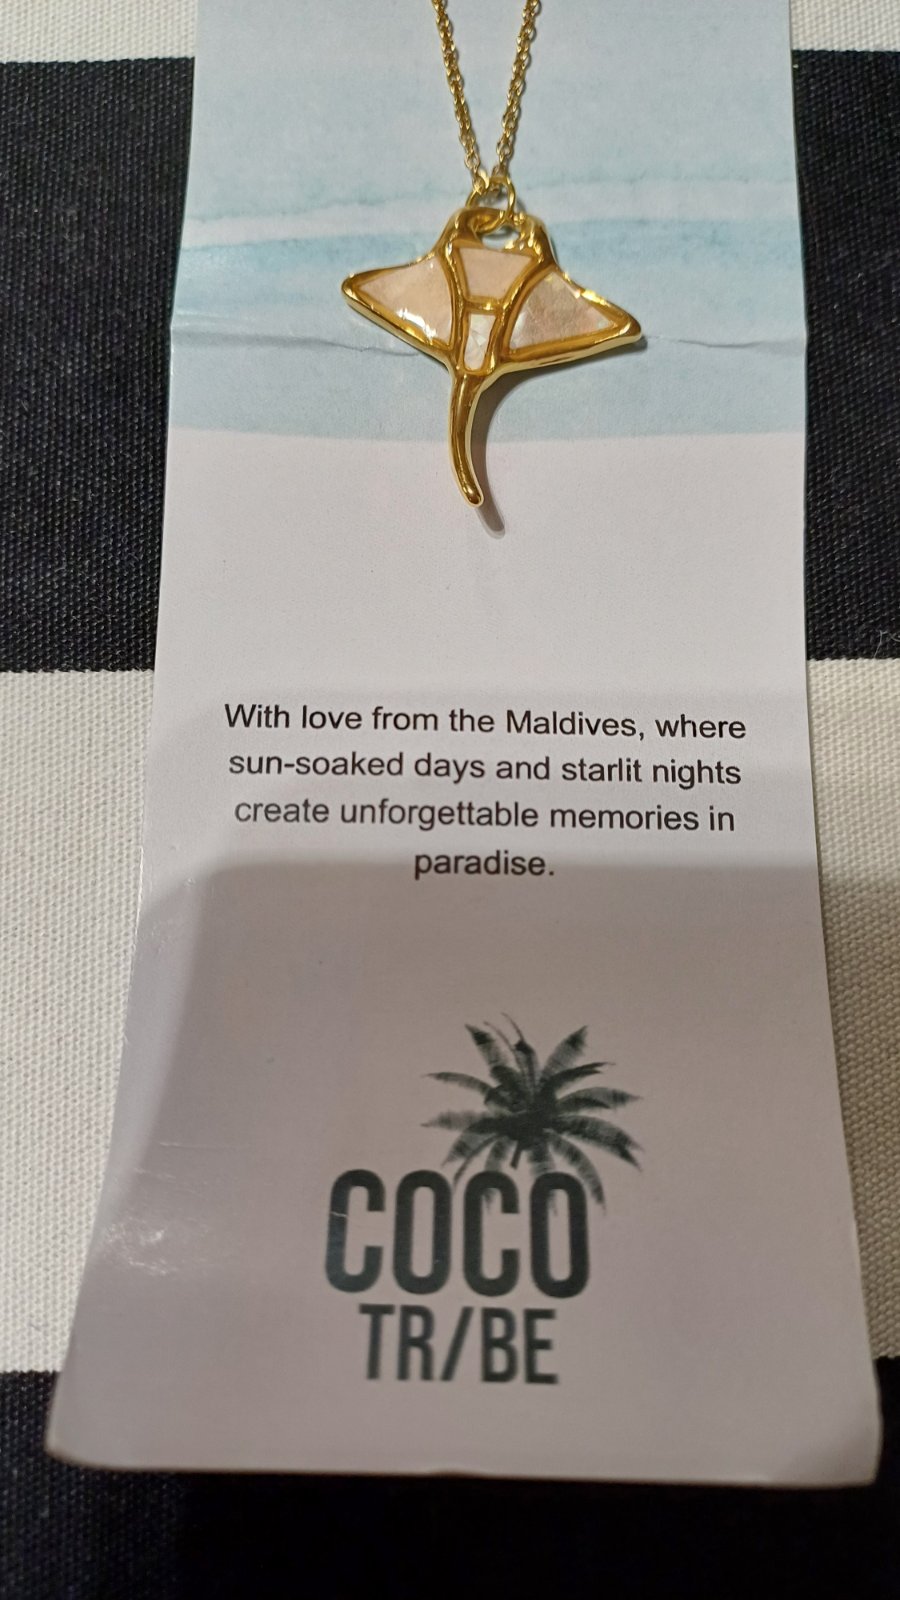 With love from the Maldives, where
sun-soaked days and starlit nights
create unforgettable memories in
paradise.
COCO
TR/BE